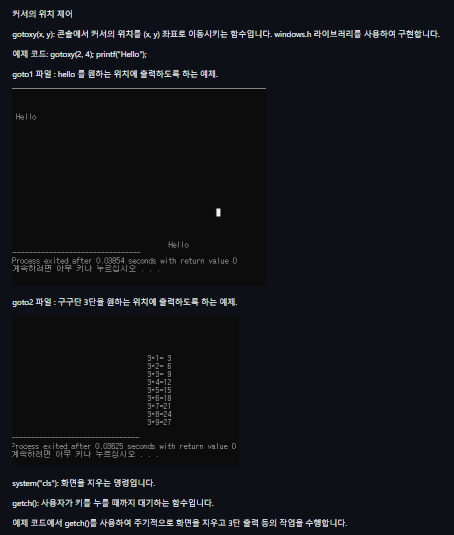 커서의 위치 제어
gotoxy(x, y): 콘솔에서 커서의 위치를 (x, y) 좌표로 이동시키는 함수입니다. windows.h 라이브러리를 사용하여 구현합니다.
예제 코드: gotoxy(2, 4); printf("Hello");
goto1 파일 : hello 를 원하는 위치에 출력하도록 하는 예제.
Hello
Hello
--------------------------------
Process exited after 0.03854 seconds with return value 0
계속하려면 아무 키나 누르십시오 . . .
goto2 파일 : 구구단 3단을 원하는 위치에 출력하도록 하는 예제.
3*1= 3
3*2= 6
3*3= 9
3*4=12
3*5=15
3*6=18
3*7=21
3*8=24
3*9=27
--------------------------------
Process exited after 0.03625 seconds with return value 0
계속하려면 아무 키나 누르십시오 . . .
system("cls"): 화면을 지우는 명령입니다.
getch(): 사용자가 키를 누를 때까지 대기하는 함수입니다.
예제 코드에서 getch()를 사용하여 주기적으로 화면을 지우고 3단 출력 등의 작업을 수행합니다.